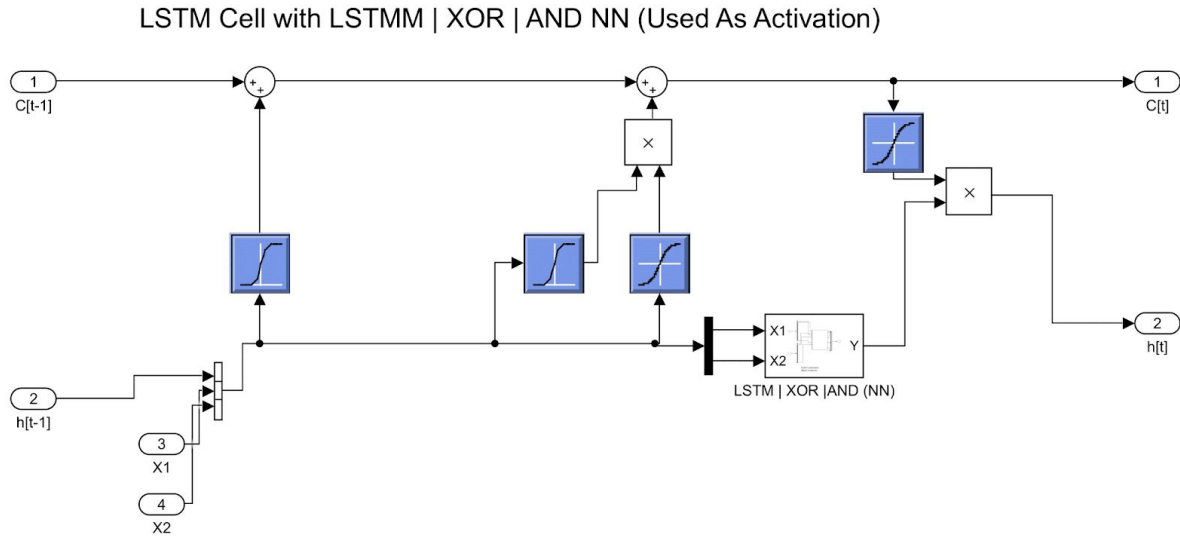 LSTM Cell with LSTMM | XOR | AND NN (Used As Activation)
1
C[t-1]
+
+
+
+
1
C[t]
×
×
2
h[t-1]
3
X1
4
X2
X1
X2
Y
LSTM | XOR |AND (NN)
2
h[t]